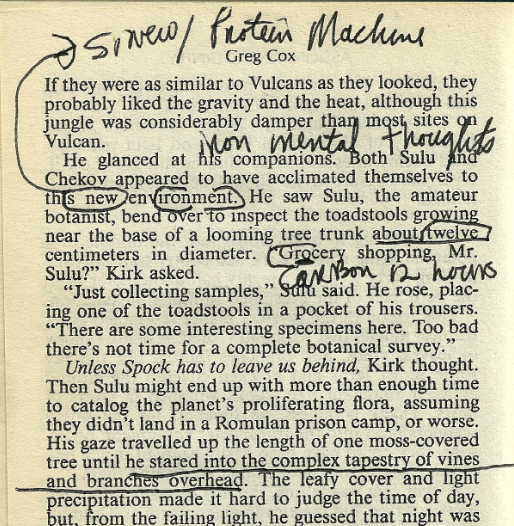 Sinew / Protein Machine
Greg Cox
If they were as similar to Vulcans as they looked, they
probably liked the gravity and the heat, although this
jungle was considerably damper than most sites on
Vulcan.
non mental thoughts
He glanced at his companions. Both Sulu and
Chekov appeared to have acclimated themselves to
this new environment. He saw Sulu, the amateur
botanist, bend over to inspect the toadstools growing
near the base of a looming tree trunk about twelve
centimeters in diameter. "Grocery shopping, Mr.
Sulu?" Kirk asked.
Carbon 12 hours
"Just collecting samples," Sulu said. He rose, plac-
ing one of the toadstools in a pocket of his trousers.
"There are some interesting specimens here. Too bad
there's not time for a complete botanical survey."
Unless Spock has to leave us behind, Kirk thought.
Then Sulu might end up with more than enough time
to catalog the planet's proliferating flora, assuming
they didn't land in a Romulan prison camp, or worse.
His gaze travelled up the length of one moss-covered
tree until he stared into the complex tapestry of vines
and branches overhead. The leafy cover and light
precipitation made it hard to judge the time of day,
but, from the failing light, he guessed that night was